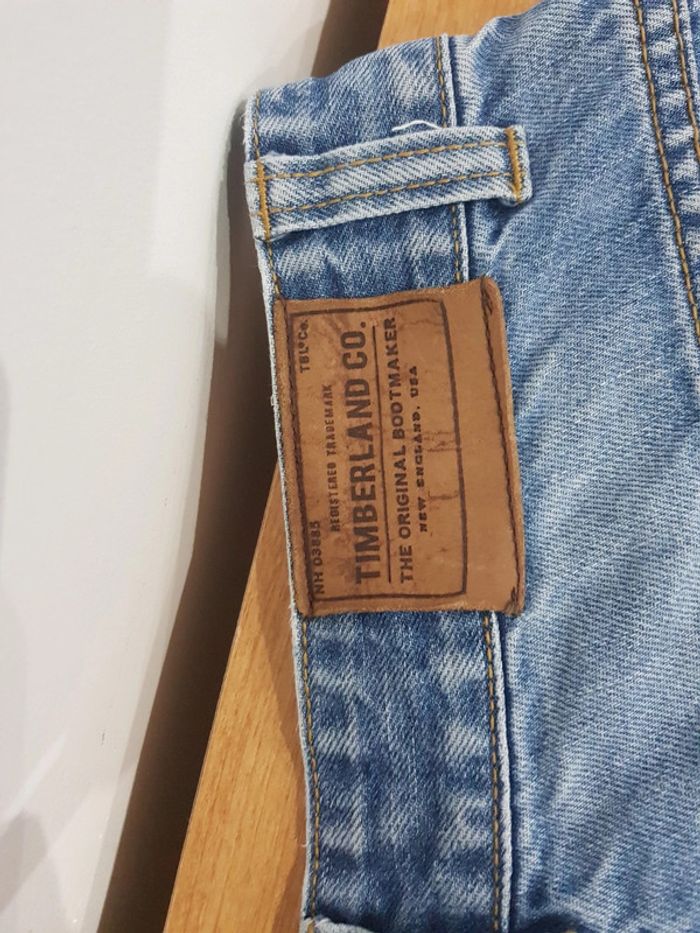 NH 03885 TBL°Co.
REGISTERED TRADEMARK
TIMBERLAND CO.
THE ORIGINAL BOOTMAKER
NEW ENGLAND, USA